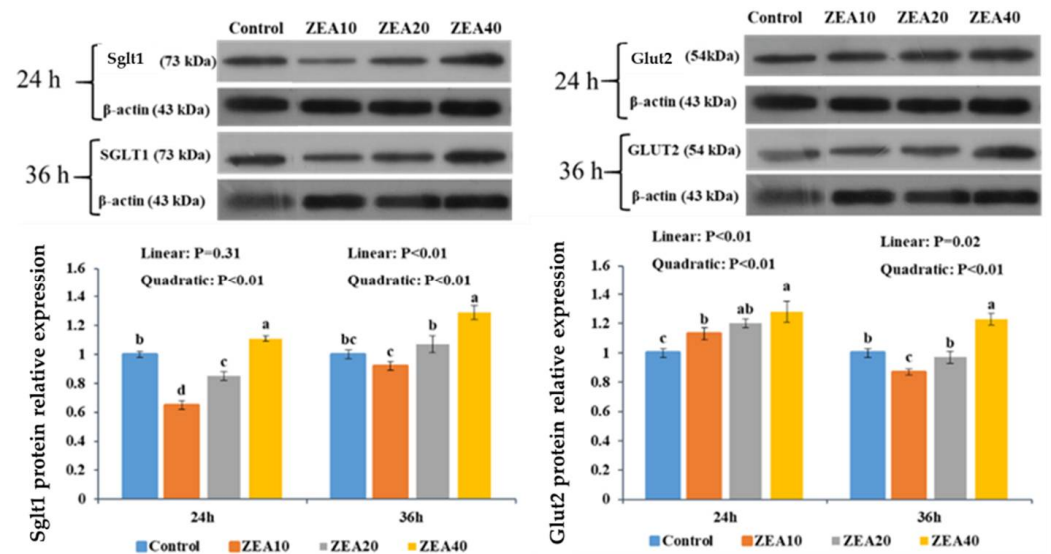 Control ZEA10 ZEA20 ZEA40
24 h
Sglt1 (73 kDa)
β-actin (43 kDa)
36 h
SGLT1 (73 kDa)
β-actin (43 kDa)
Linear: P=0.31
Quadratic: P<0.01
Linear: P<0.01
Quadratic: P<0.01
Sglt1 protein relative expression
1.6
1.4
1.2
1
0.8
0.6
0.4
0.2
0
b d c a
bc c b a
24h 36h
Control ZEA10 ZEA20 ZEA40
Control ZEA10 ZEA20 ZEA40
24 h
Glut2 (54kDa)
β-actin (43 kDa)
36 h
GLUT2 (54 kDa)
β-actin (43 kDa)
Linear: P<0.01
Quadratic: P<0.01
Linear: P=0.02
Quadratic: P<0.01
Glut2 protein relative expression
1.6
1.4
1.2
1
0.8
0.6
0.4
0.2
0
c b ab a
b c b a
24h 36h
Control ZEA10 ZEA20 ZEA40